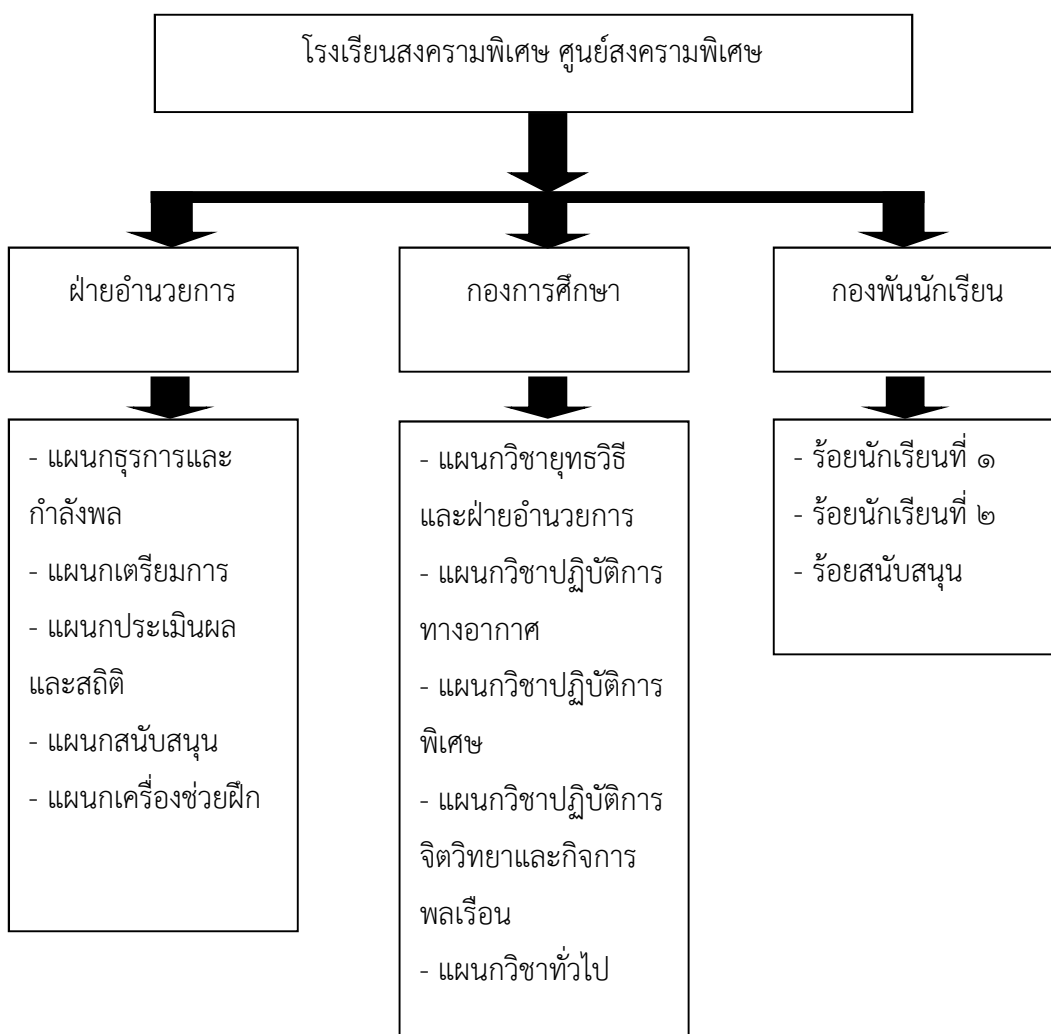 โรงเรียนสงครามพิเศษ ศูนย์สงครามพิเศษ
ฝ่ายอำนวยการ
กองการศึกษา
กองพันนักเรียน
- แผนกธุรการและ
กำลังพล
- แผนกเตรียมการ
- แผนกประเมินผล
และสถิติ
- แผนกสนับสนุน
- แผนกเครื่องช่วยฝึก
- แผนกวิชายุทธวิธี
และฝ่ายอำนวยการ
- แผนกวิชาปฏิบัติการ
ทางอากาศ
- แผนกวิชาปฏิบัติการ
พิเศษ
- แผนกวิชาปฏิบัติการ
จิตวิทยาและกิจการ
พลเรือน
- แผนกวิชาทั่วไป
- ร้อยนักเรียนที่ ๑
- ร้อยนักเรียนที่ ๒
- ร้อยสนับสนุน